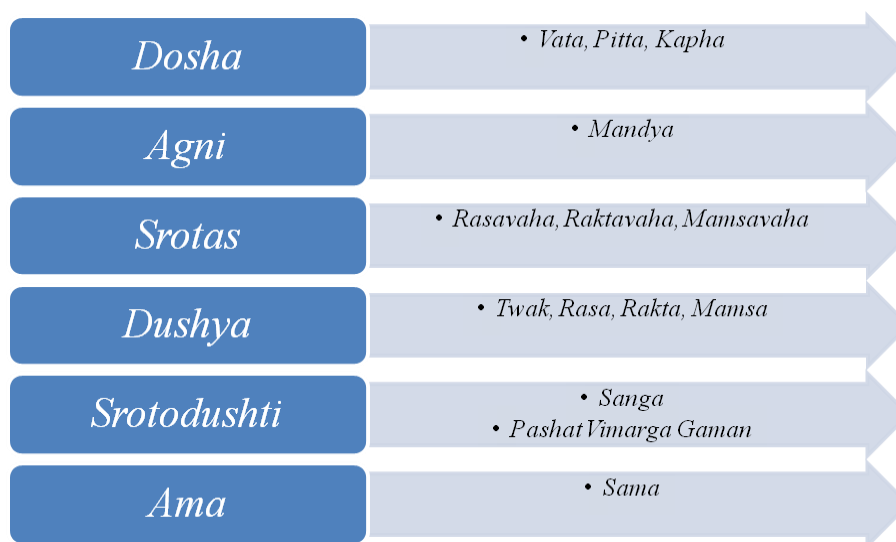 Dosha
• Vata, Pitta, Kapha
Agni
• Mandya
Srotas
• Rasavaha, Raktavaha, Mamsavaha
Dushya
• Twak, Rasa, Rakta, Mamsa
Srotodushti
• Sanga
• Pashat Vimarga Gaman
Ama
• Sama